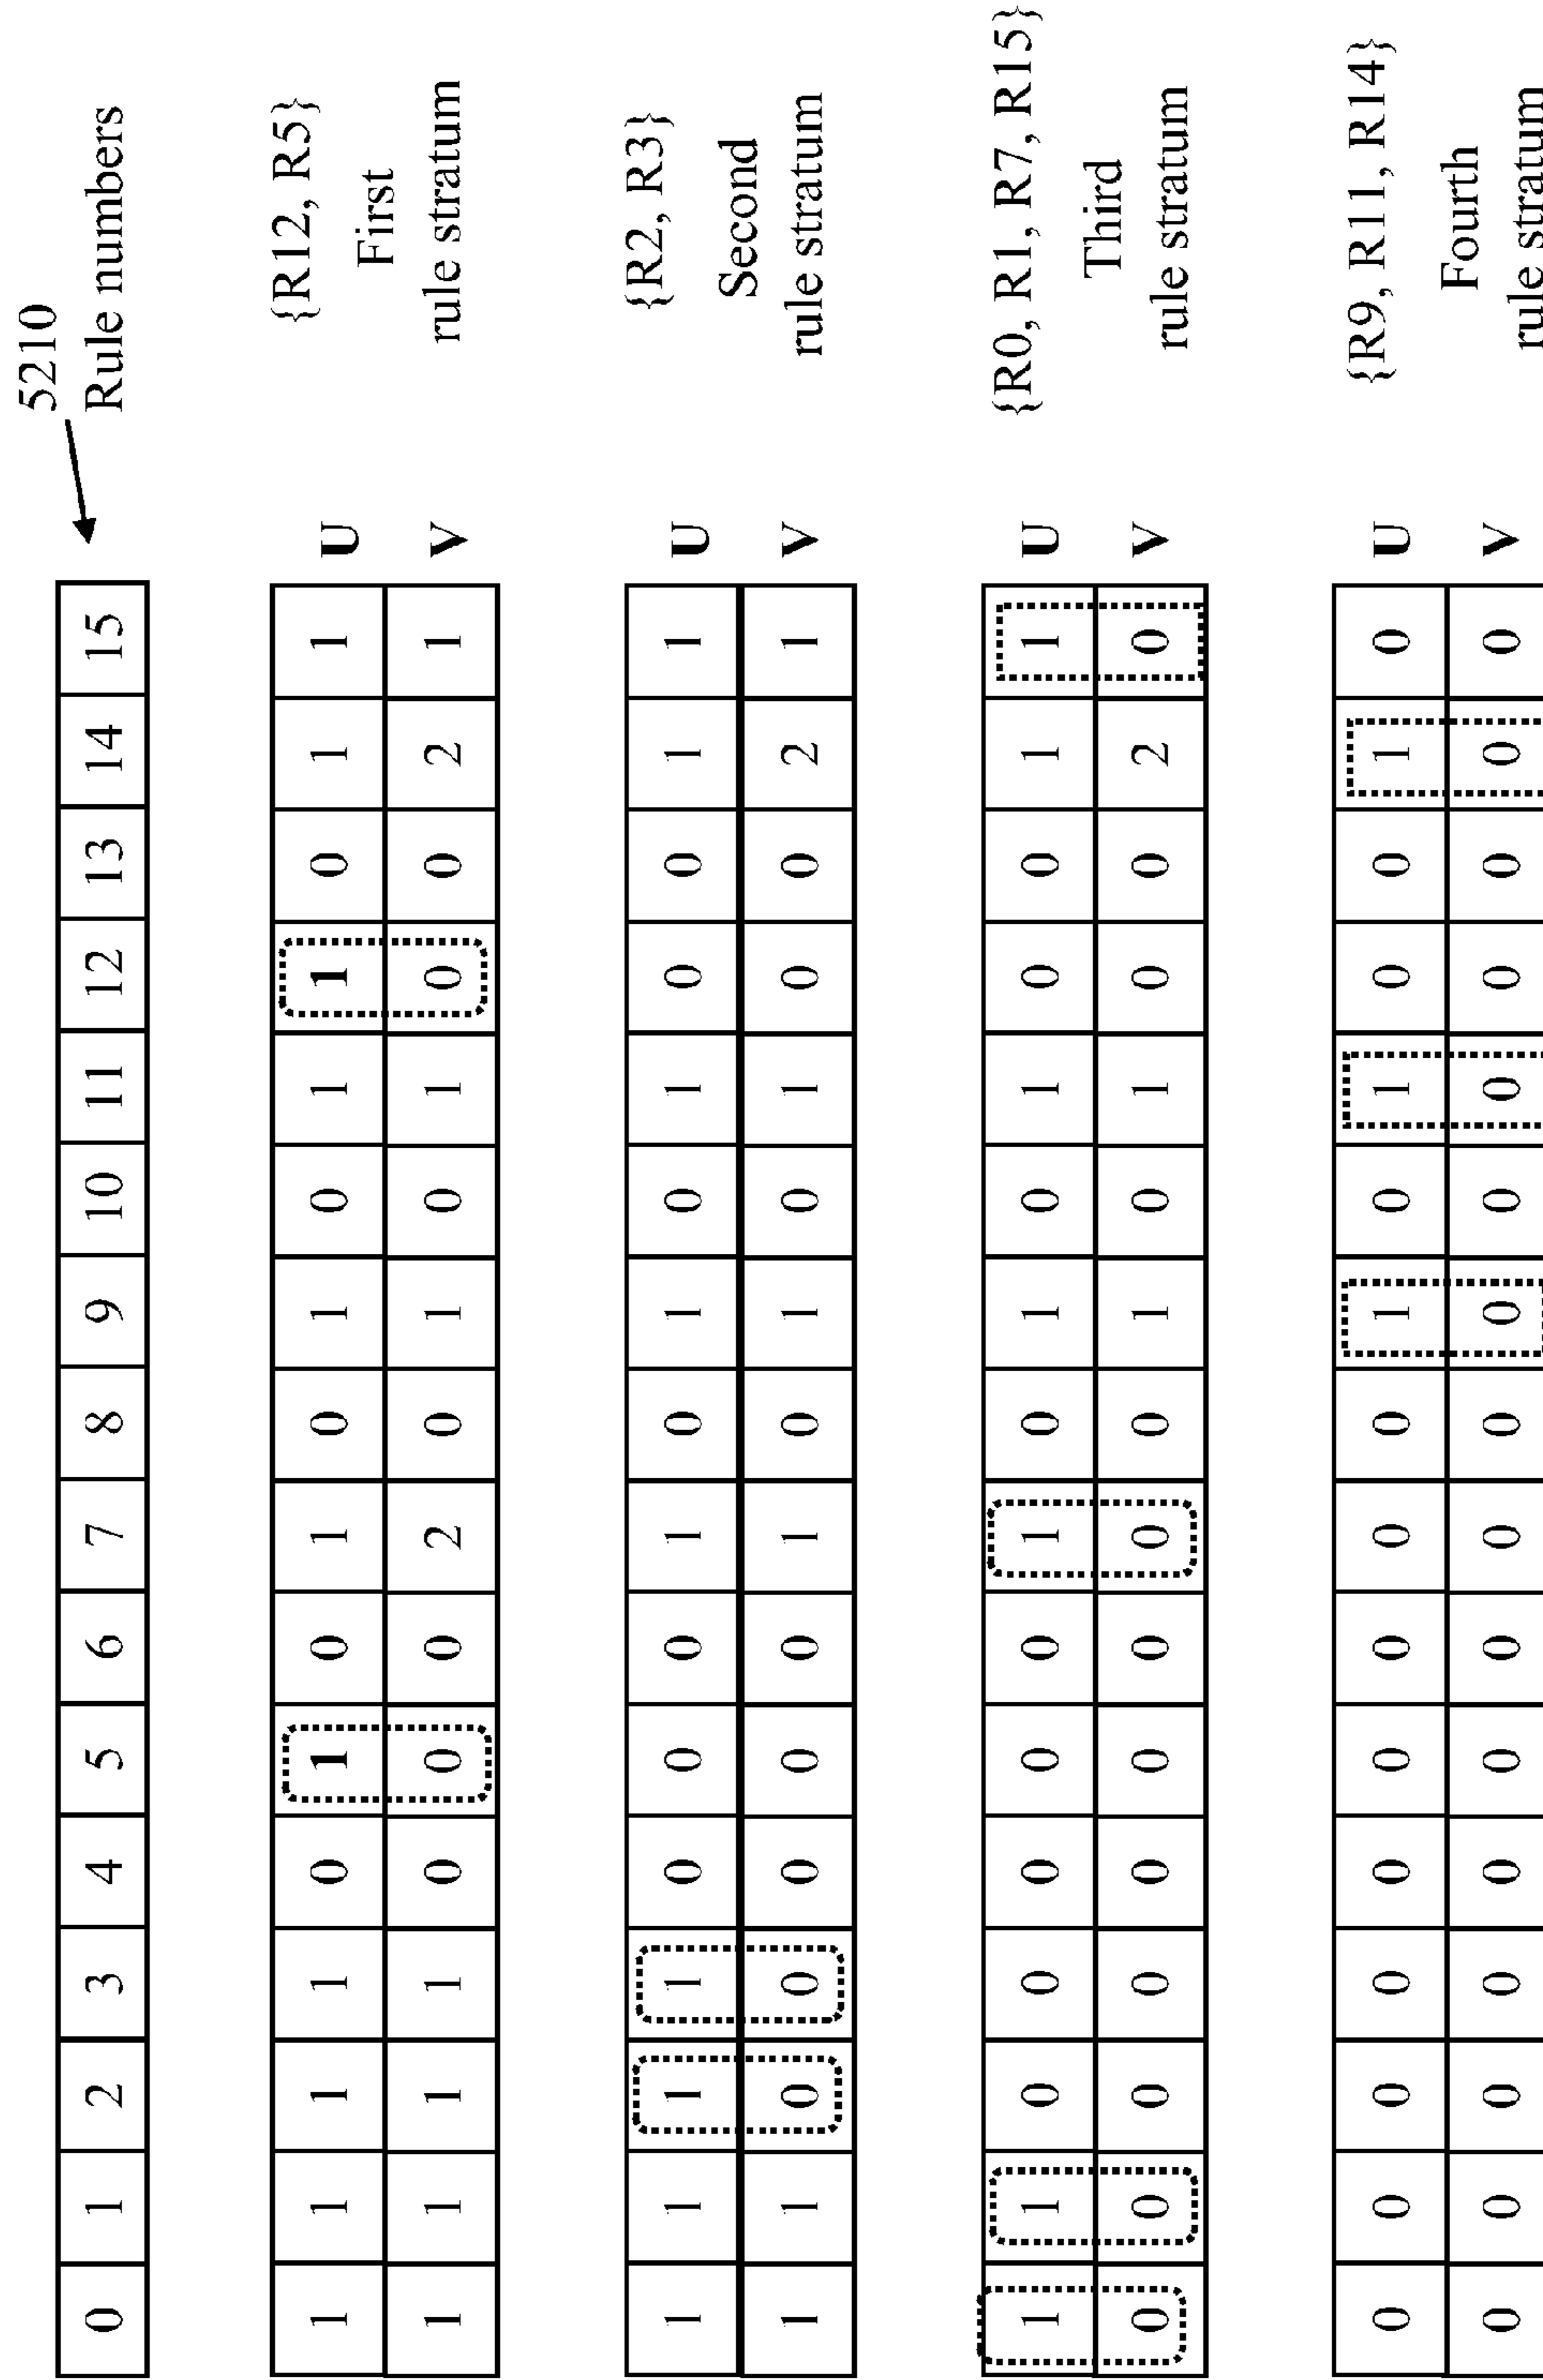 5210
0 1 2 3 4 5 6 7 8 9 10 11 12 13 14 15 Rule numbers
{R12, R5}
1 1 1 1 0 1 0 1 0 1 0 1 1 0 1 1 U
First
1 1 1 1 0 0 0 2 0 1 0 1 0 0 2 1 V
rule stratum
{R2, R3}
1 1 1 1 0 0 0 1 0 1 0 1 0 0 1 1 U
Second
1 1 0 0 0 0 0 1 0 1 0 1 0 0 2 1 V
rule stratum
{R0, R1, R7, R15}
1 1 0 0 0 0 0 1 0 1 0 1 0 0 1 1 U
Third
0 0 0 0 0 0 0 0 0 1 0 1 0 0 2 0 V
rule stratum
{R9, R11, R14}
0 0 0 0 0 0 0 0 0 1 0 1 0 0 1 0 U
Fourth
0 0 0 0 0 0 0 0 0 0 0 0 0 0 0 0 V
rule stratum